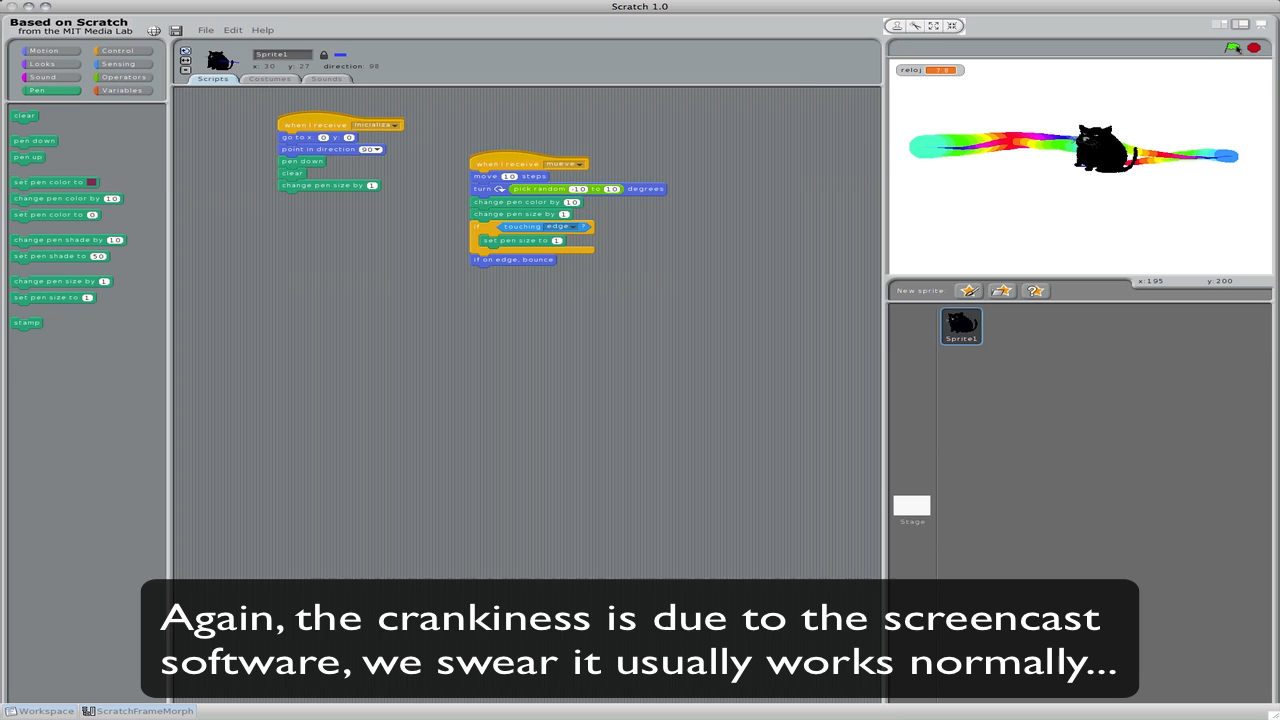 Scratch 1.0
Based on Scratch
from the MIT Media Lab
File Edit Help
Motion Control
Looks Sensing
Sound Operators
Pen Variables
Sprite1
x: 30 y: 27 direction: 98
Scripts Costumes Sounds
clear
pen down
pen up
set pen color to
change pen color by 10
set pen color to 0
change pen shade by 10
set pen shade to 50
change pen size by 1
set pen size to 1
stamp
when I receive Inicializa
go to x: 0 y: 0
point in direction 90
pen down
clear
change pen size by 1
when I receive mueve
move 10 steps
turn pick random -10 to 10 degrees
change pen color by 10
change pen size by 1
if touching edge ?
set pen size to 1
if on edge, bounce
reloj
x:195 y:200
New sprite:
Sprite1
Stage
Again, the crankiness is due to the screencast
software, we swear it usually works normally...
Workspace ScratchFrameMorph